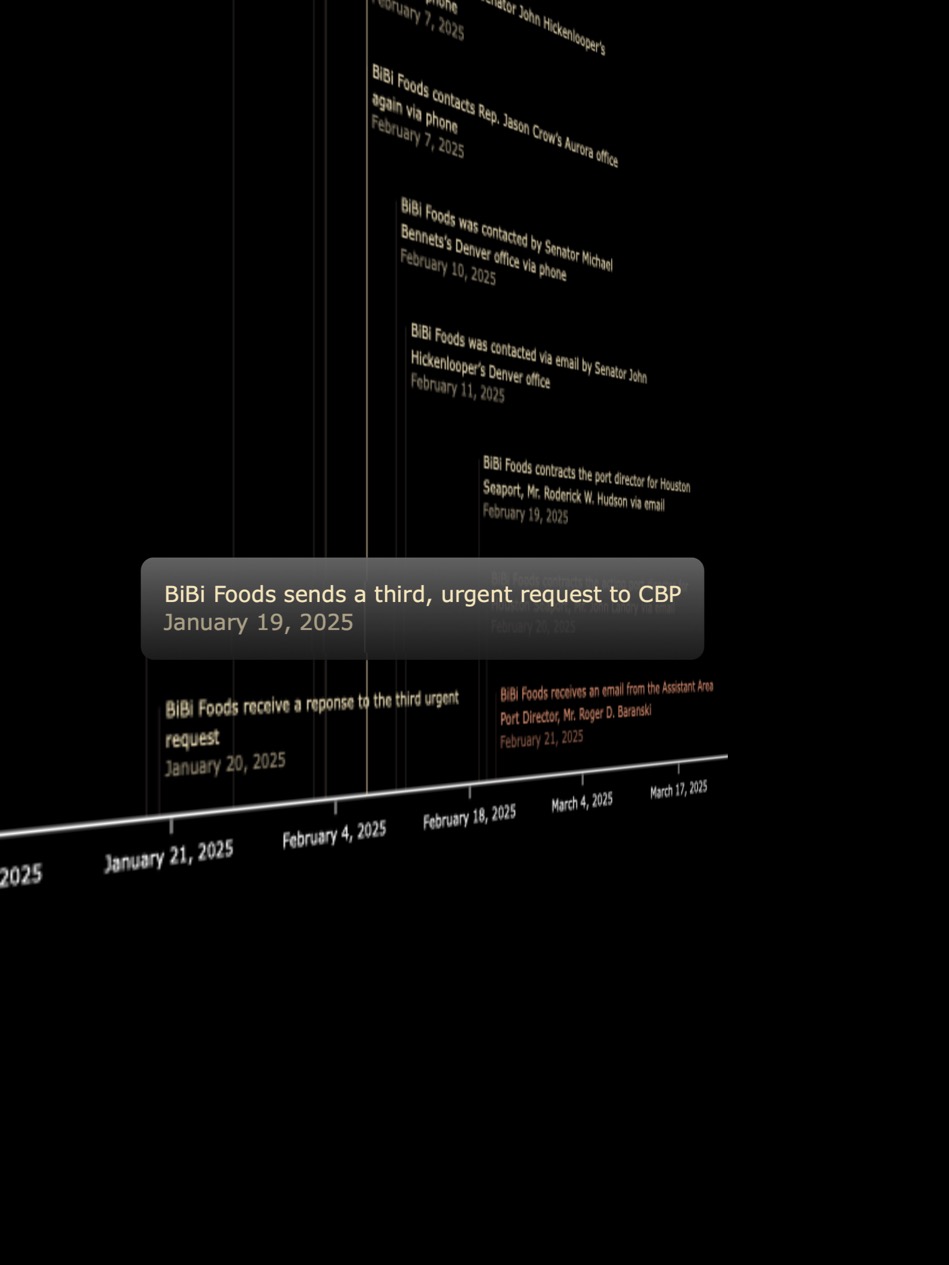 phone
February 7, 2025
Senator John Hickenlooper's
BiBi Foods contacts Rep. Jason Crow's Aurora office
again via phone
February 7, 2025
BiBi Foods was contacted by Senator Michael
Bennets's Denver office via phone
February 10, 2025
BiBi Foods was contacted via email by Senator John
Hickenlooper's Denver office
February 11, 2025
BiBi Foods contracts the port director for Houston
Seaport, Mr. Roderick W. Hudson via email
February 19, 2025
BiBi Foods contracts the
February 20, 2025
BiBi Foods sends a third, urgent request to CBP
January 19, 2025
BiBi Foods receive a reponse to the third urgent
request
January 20, 2025
BiBi Foods receives an email from the Assistant Area
Port Director, Mr. Roger D. Baranski
February 21, 2025
2025
January 21, 2025
February 4, 2025
February 18, 2025
March 4, 2025
March 17, 2025